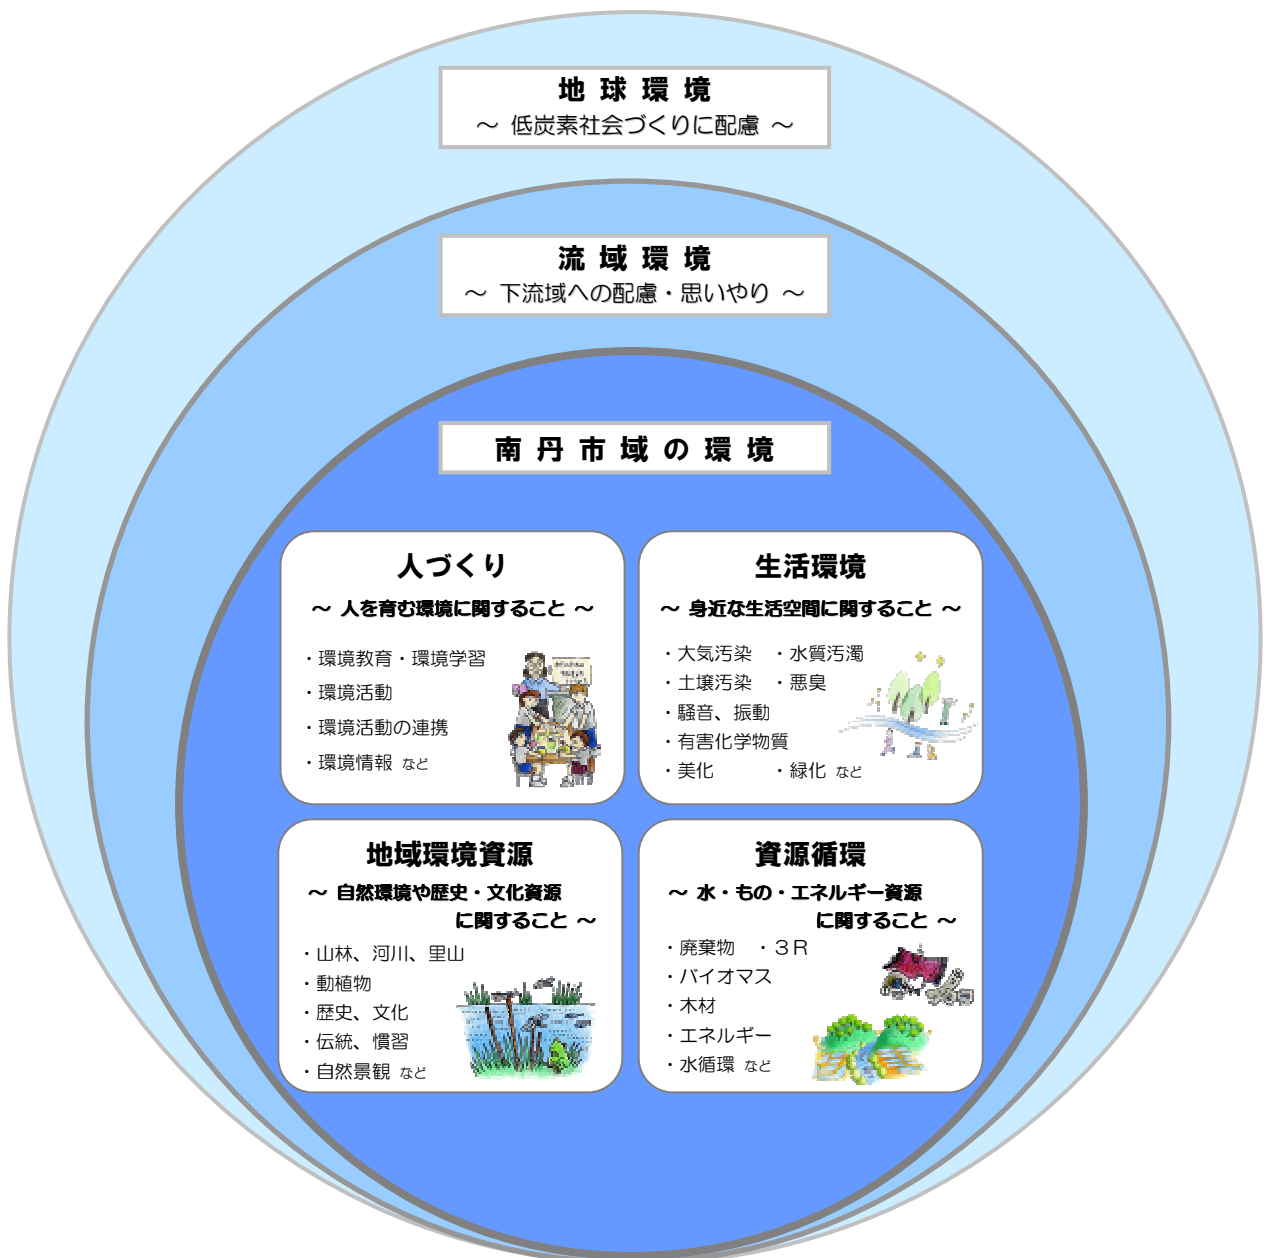 地球環境
～ 低炭素社会づくりに配慮 ～
流域環境
～ 下流域への配慮・思いやり ～
南丹市域の環境
人づくり
～ 人を育む環境に関すること ～
・環境教育・環境学習
・環境活動
・環境活動の連携
・環境情報 など
生活環境
～ 身近な生活空間に関すること ～
・大気汚染 ・水質汚濁
・土壌汚染 ・悪臭
・騒音、振動
・有害化学物質
・美化 ・緑化 など
地域環境資源
～ 自然環境や歴史・文化資源
に関すること ～
・山林、河川、里山
・動植物
・歴史、文化
・伝統、慣習
・自然景観 など
資源循環
～ 水・もの・エネルギー資源
に関すること ～
・廃棄物 ・３Ｒ
・バイオマス
・木材
・エネルギー
・水循環 など